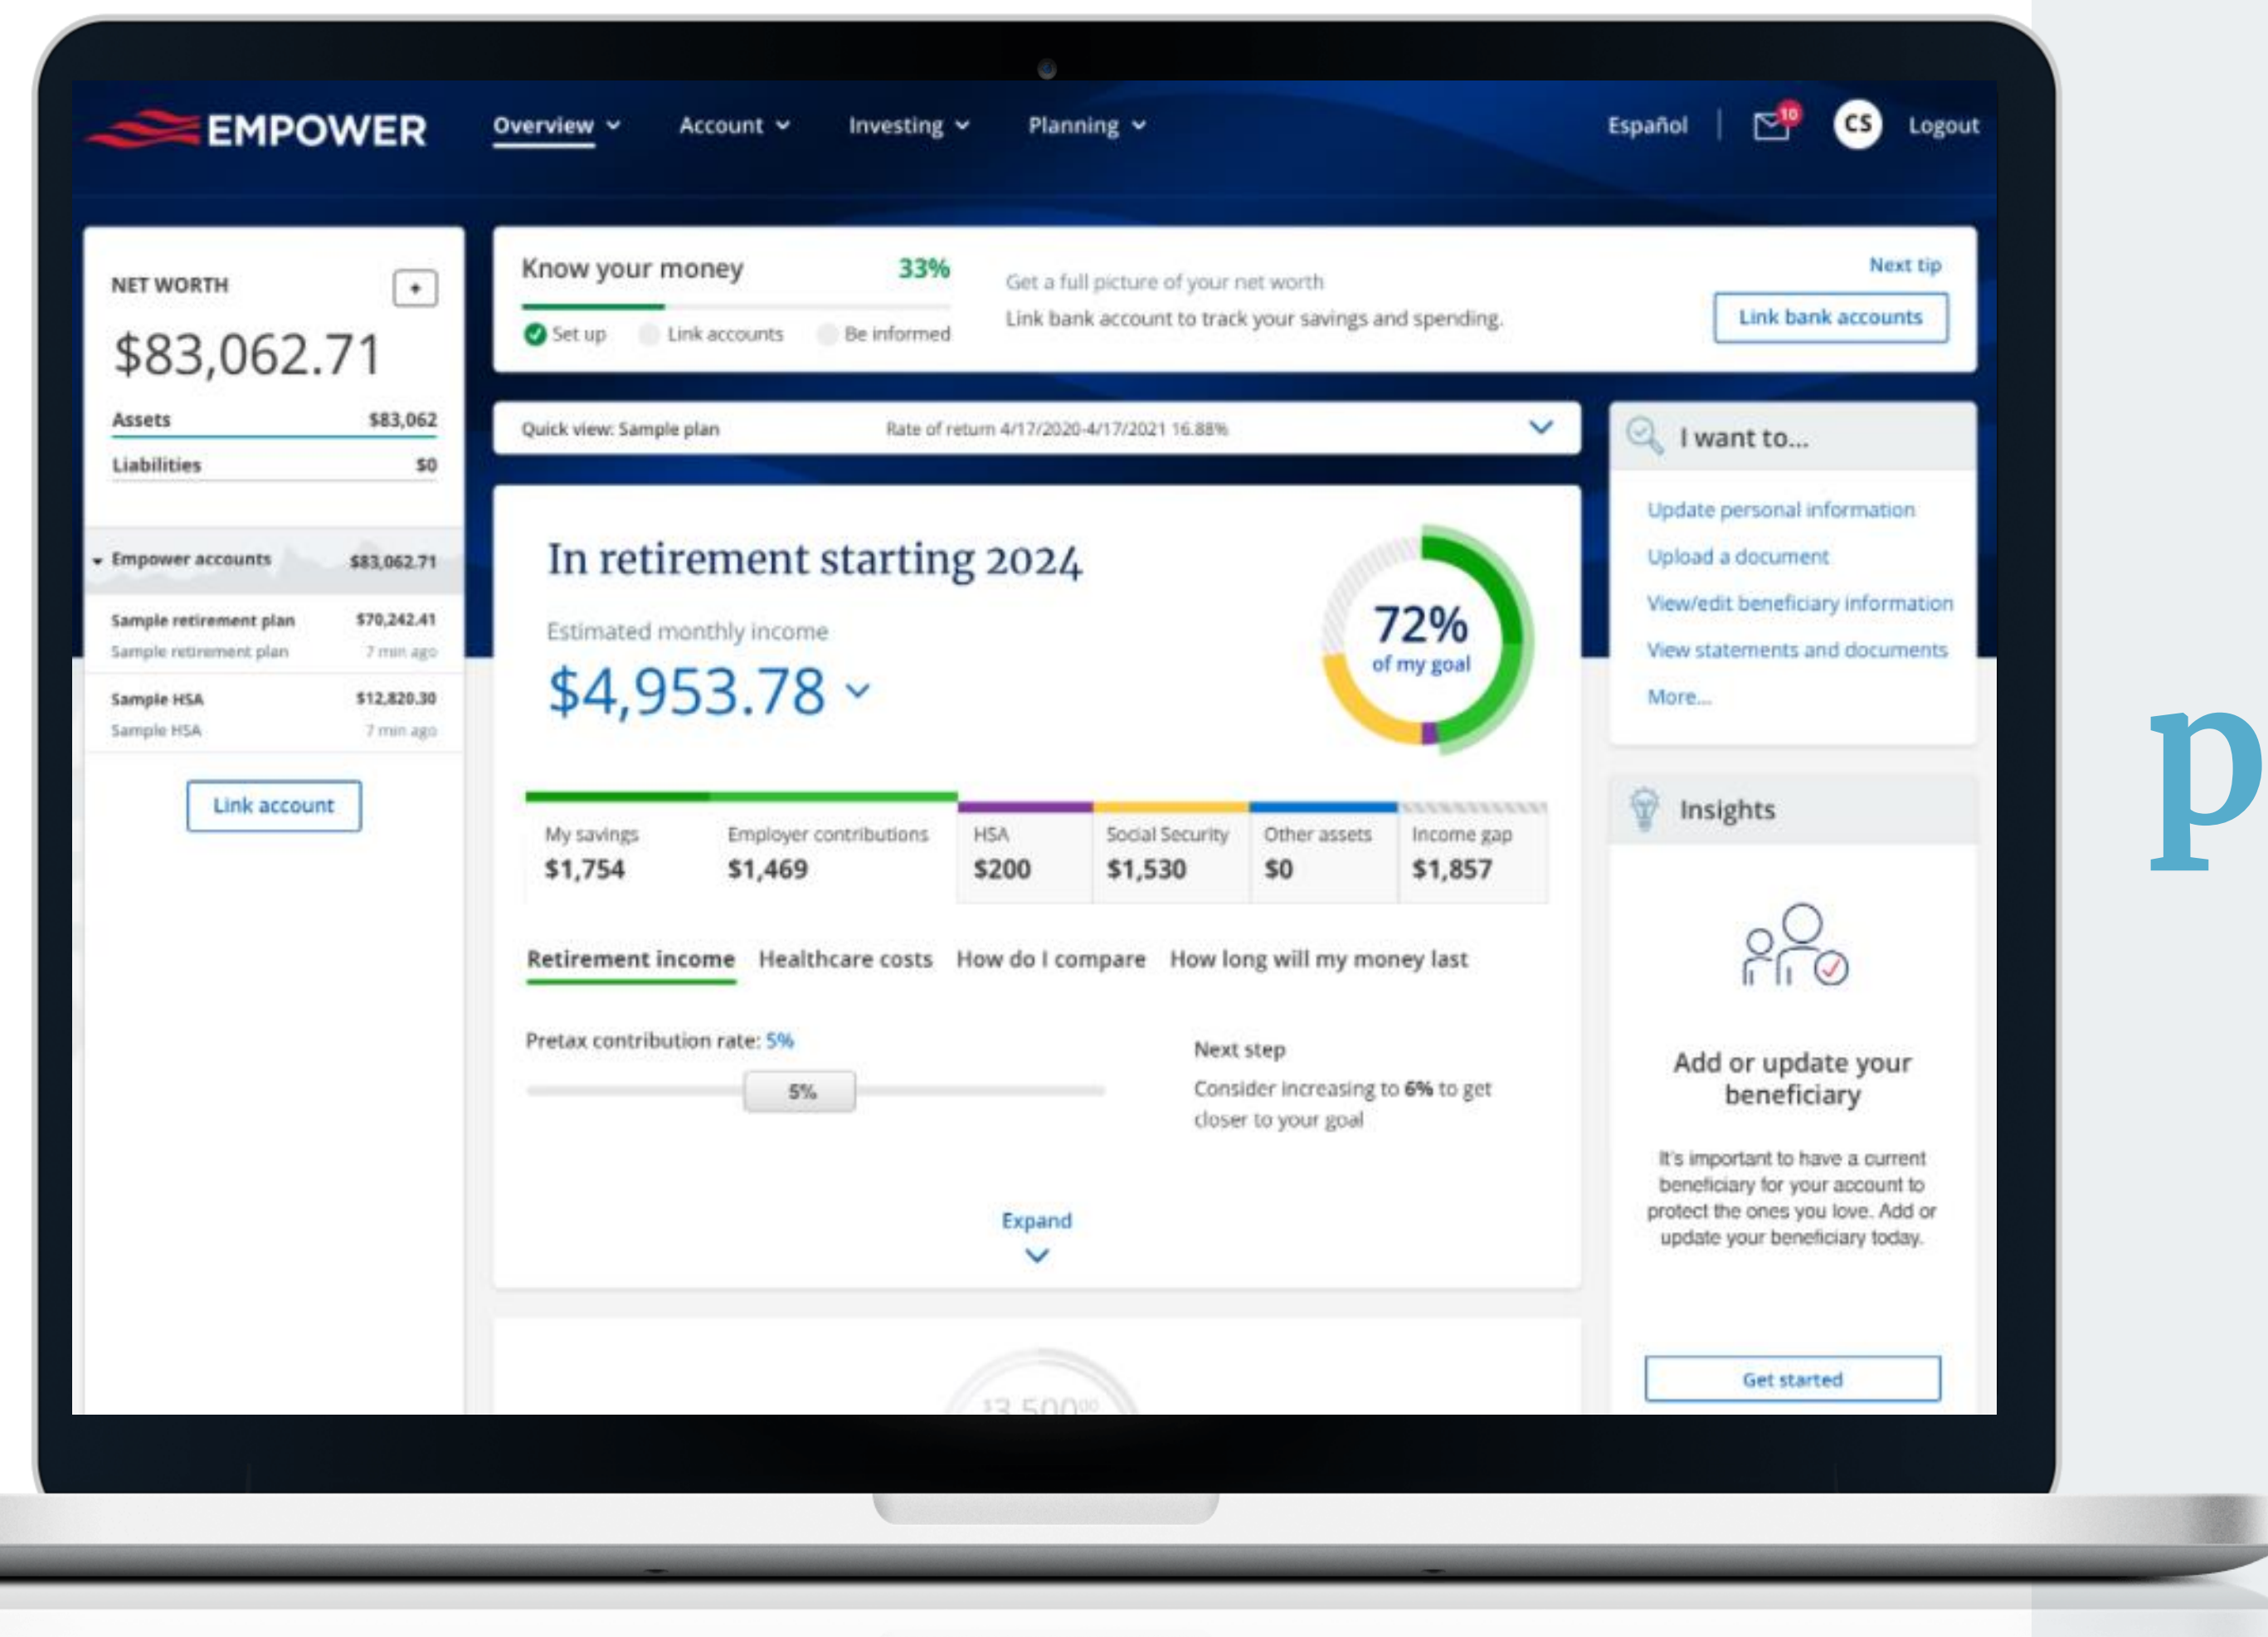 EMPOWER
Overview
Account
Investing
Planning
Español
10
CS
Logout
NET WORTH
+
$83,062.71
Assets $83,062
Liabilities $0
Empower accounts $83,062.71
Sample retirement plan $70,242.41
Sample retirement plan 7 min ago
Sample HSA $12,820.30
Sample HSA 7 min ago
Link account
Know your money 33%
Set up Link accounts Be informed
Get a full picture of your net worth
Link bank account to track your savings and spending.
Next tip
Link bank accounts
Quick view: Sample plan Rate of return 4/17/2020-4/17/2021 16.88%
In retirement starting 2024
Estimated monthly income
$4,953.78
72%
of my goal
My savings Employer contributions HSA Social Security Other assets Income gap
$1,754 $1,469 $200 $1,530 $0 $1,857
Retirement income Healthcare costs How do I compare How long will my money last
Pretax contribution rate: 5%
5%
Next step
Consider increasing to 6% to get
closer to your goal
Expand
$3,500⁰⁰
I want to...
Update personal information
Upload a document
View/edit beneficiary information
View statements and documents
More...
Insights
Add or update your
beneficiary
It's important to have a current
beneficiary for your account to
protect the ones you love. Add or
update your beneficiary today.
Get started
p